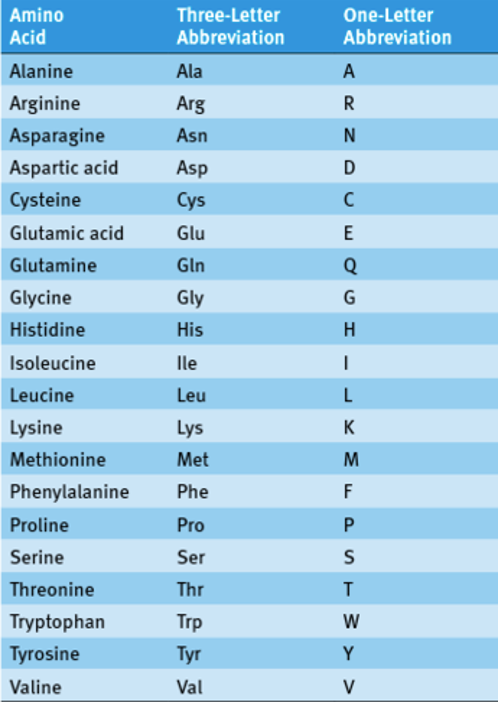 Amino Acid Three-Letter Abbreviation One-Letter Abbreviation
Alanine Ala A
Arginine Arg R
Asparagine Asn N
Aspartic acid Asp D
Cysteine Cys C
Glutamic acid Glu E
Glutamine Gln Q
Glycine Gly G
Histidine His H
Isoleucine Ile I
Leucine Leu L
Lysine Lys K
Methionine Met M
Phenylalanine Phe F
Proline Pro P
Serine Ser S
Threonine Thr T
Tryptophan Trp W
Tyrosine Tyr Y
Valine Val V